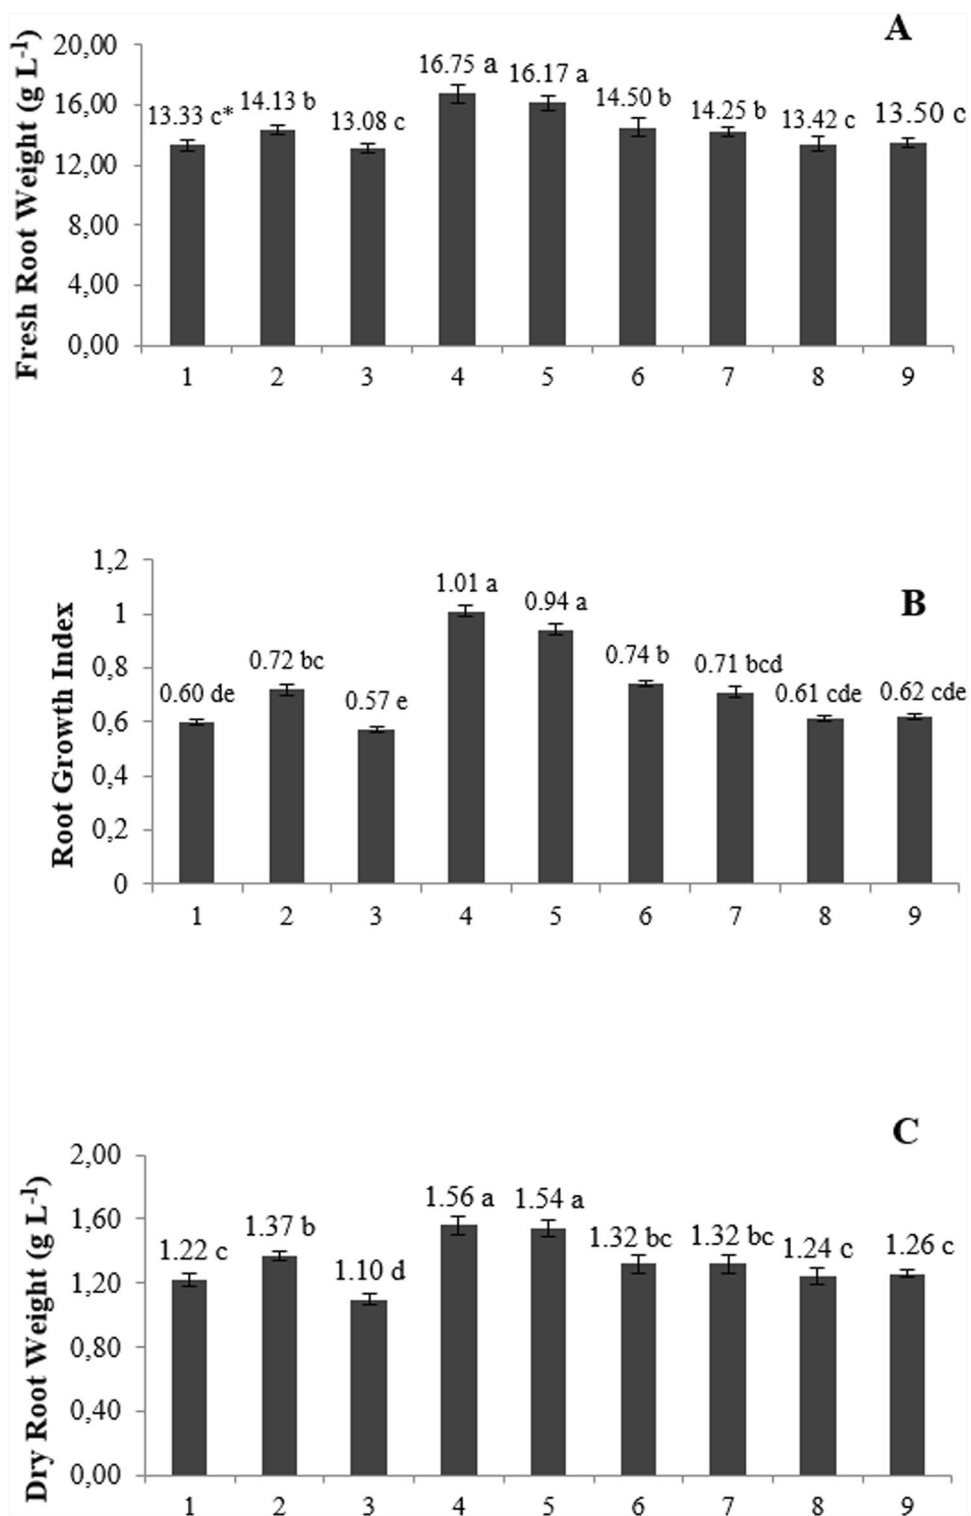 A
Fresh Root Weight (g L⁻¹)
20,00
16,00
12,00
8,00
4,00
0,00
13.33 c*
14.13 b
13.08 c
16.75 a
16.17 a
14.50 b
14.25 b
13.42 c
13.50 c
1 2 3 4 5 6 7 8 9
B
Root Growth Index
1,2
1
0,8
0,6
0,4
0,2
0
0.60 de
0.72 bc
0.57 e
1.01 a
0.94 a
0.74 b
0.71 bcd
0.61 cde
0.62 cde
1 2 3 4 5 6 7 8 9
C
Dry Root Weight (g L⁻¹)
2,00
1,60
1,20
0,80
0,40
0,00
1.22 c
1.37 b
1.10 d
1.56 a
1.54 a
1.32 bc
1.32 bc
1.24 c
1.26 c
1 2 3 4 5 6 7 8 9